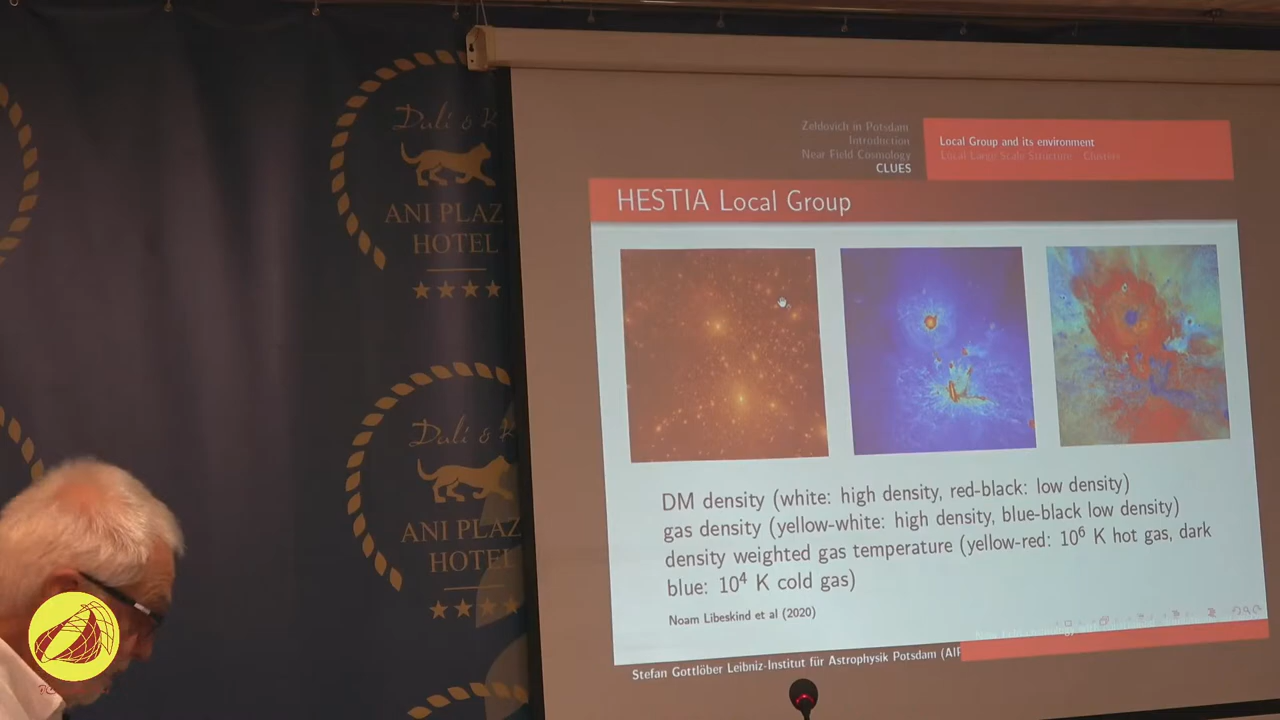 Dali & K
ANI PLAZ
HOTEL
Dali & K
ANI PLAZ
HOTEL
Zeldovich in Potsdam
Introduction
Near Field Cosmology
CLUES
Local Group and its environment
Local Large Scale Structure Clusters
HESTIA Local Group
DM density (white: high density, red-black: low density)
gas density (yellow-white: high density, blue-black low density)
density weighted gas temperature (yellow-red: 10⁶ K hot gas, dark
blue: 10⁴ K cold gas)
Noam Libeskind et al (2020)
Stefan Gottlöber Leibniz-Institut für Astrophysik Potsdam (AIP